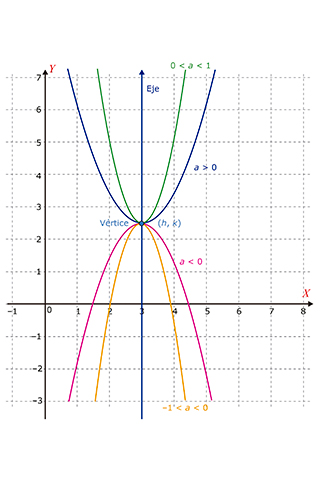 Y
0 < a < 1
7
Eje
6
5
a > 0
4
3
Vértice
(h, k)
2
a < 0
1
X
−1
0
1
2
3
4
5
6
7
8
−1
−2
−3
−1 < a < 0